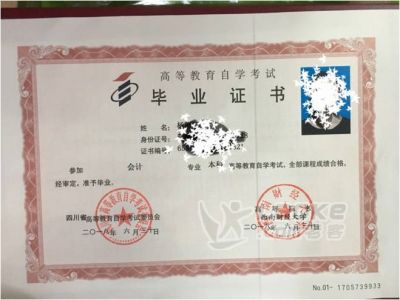 高等教育自学考试
毕业证书
姓名：
身份证号：
证书编号：
参加 会计 专业 本科 高等教育自学考试，全部课程成绩合格，
经审定，准予毕业。
四川省高等教育自学考试委员会
西南财经大学
二〇一八年六月三十日
二〇一八年六月三十日
No.01- 1705739933